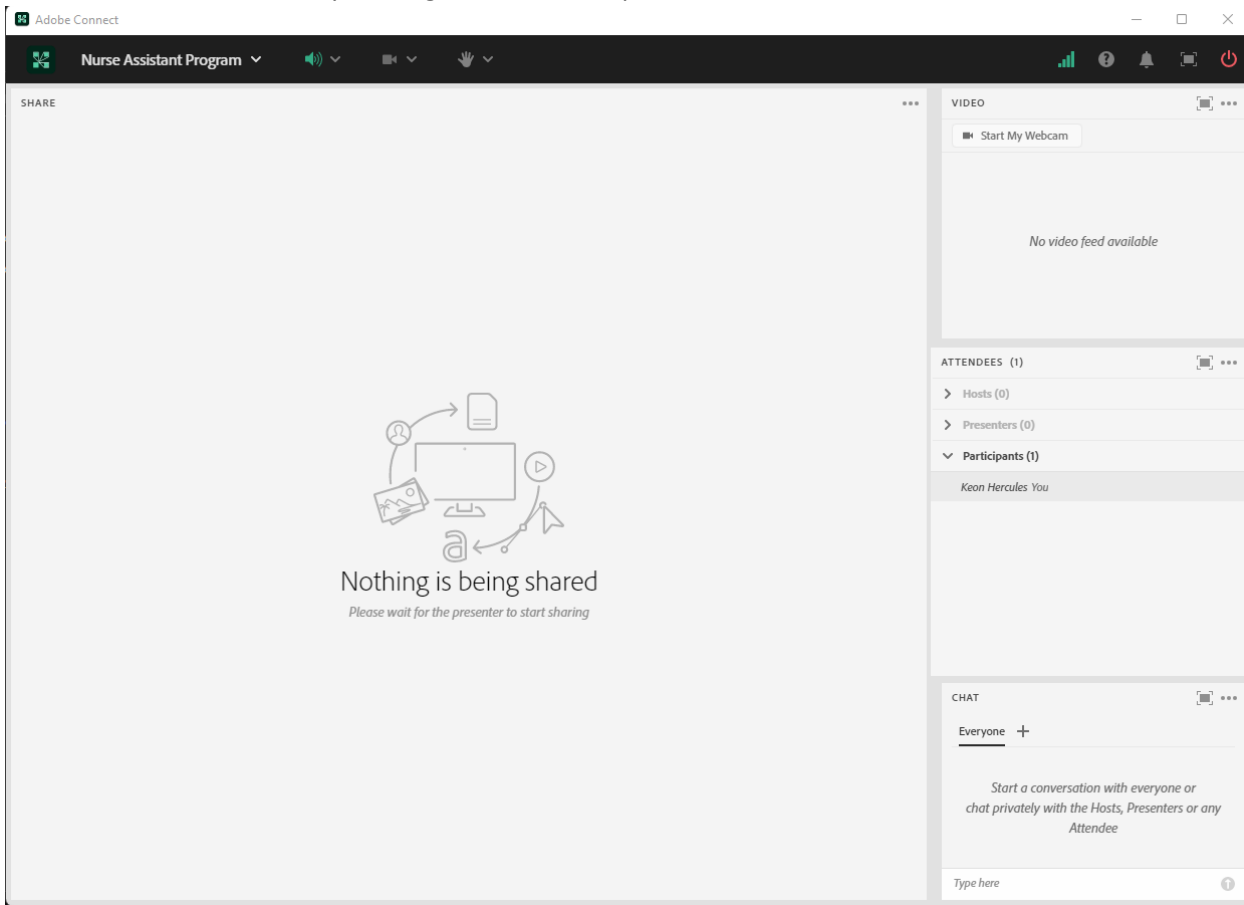 Adobe Connect
Nurse Assistant Program
SHARE
Nothing is being shared
Please wait for the presenter to start sharing
VIDEO
Start My Webcam
No video feed available
ATTENDEES (1)
Hosts (0)
Presenters (0)
Participants (1)
Keon Hercules You
CHAT
Everyone
Start a conversation with everyone or
chat privately with the Hosts, Presenters or any
Attendee
Type here